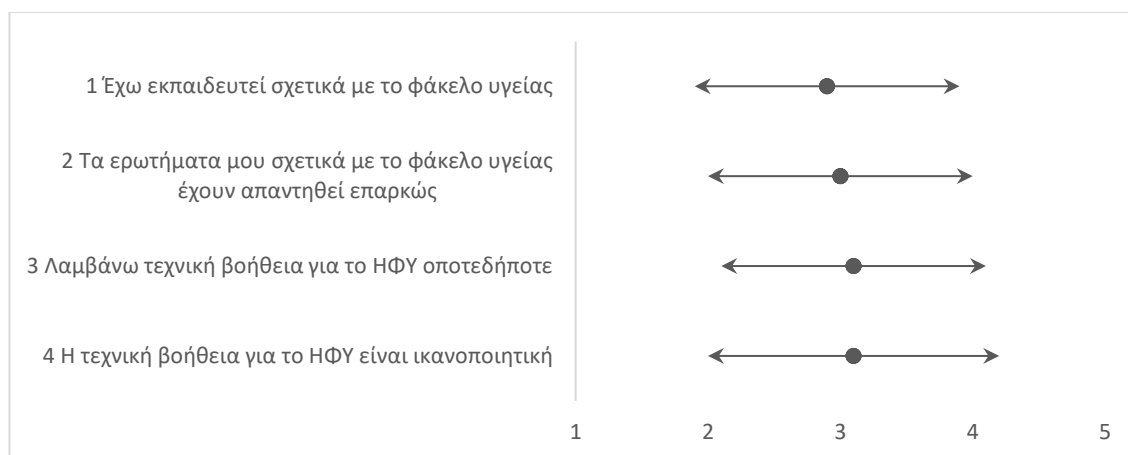 1 Έχω εκπαιδευτεί σχετικά με το φάκελο υγείας
2 Τα ερωτήματα μου σχετικά με το φάκελο υγείας
έχουν απαντηθεί επαρκώς
3 Λαμβάνω τεχνική βοήθεια για το ΗΦΥ οποτεδήποτε
4 Η τεχνική βοήθεια για το ΗΦΥ είναι ικανοποιητική
1 2 3 4 5